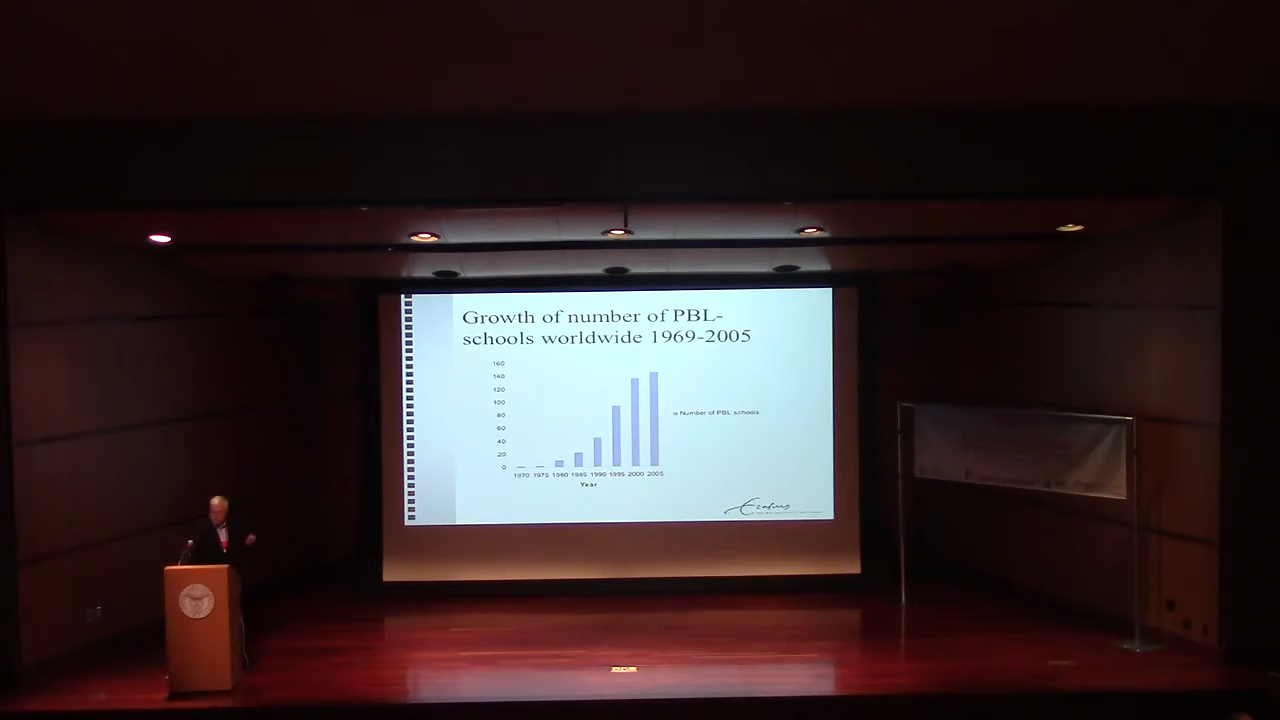 Growth of number of PBL-
schools worldwide 1969-2005
160
140
120
100
80
60
40
20
0
1970 1975 1980 1985 1990 1995 2000 2005
Year
Number of PBL schools
Erasmus